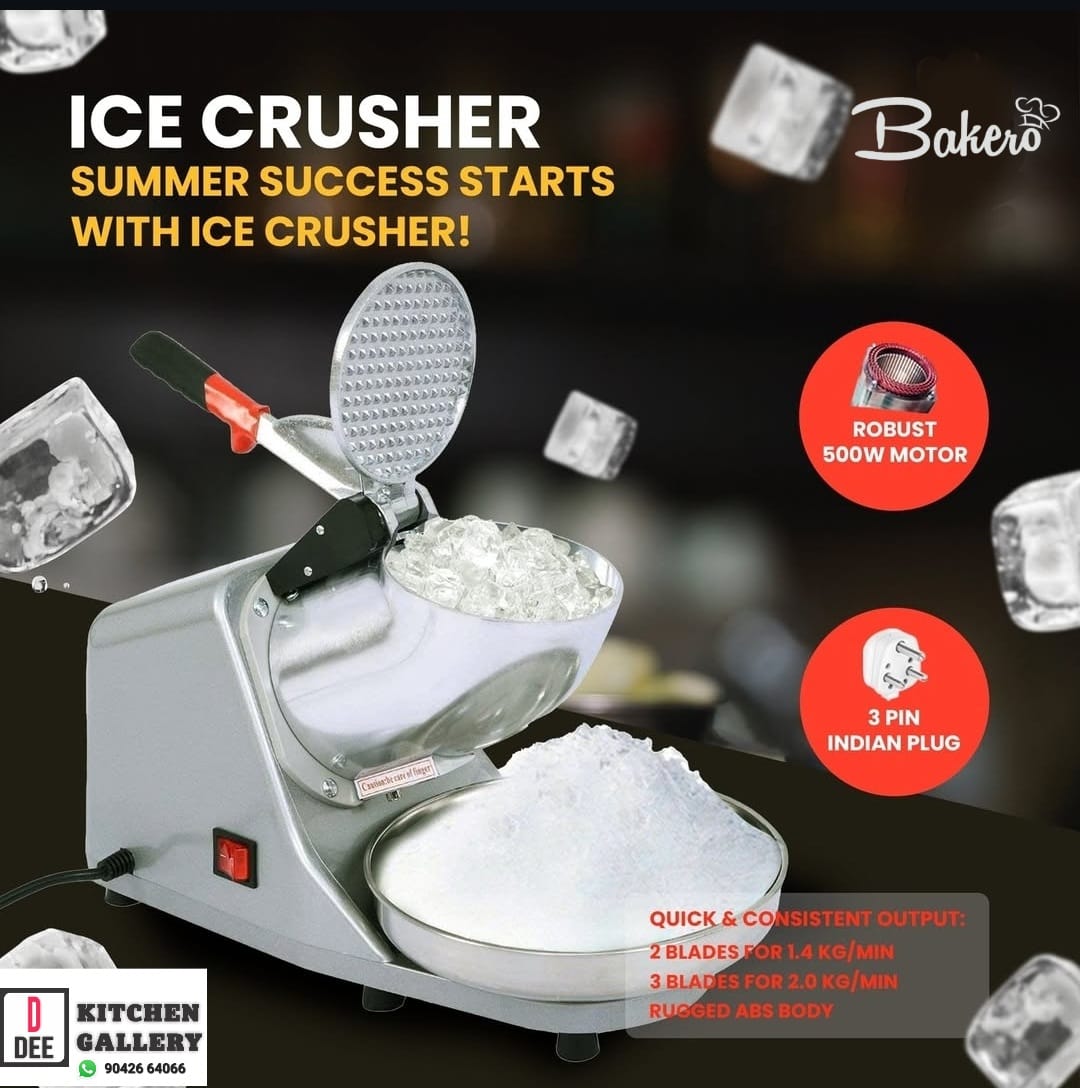 ICE CRUSHER
SUMMER SUCCESS STARTS
WITH ICE CRUSHER!
Bakero
ROBUST
500W MOTOR
3 PIN
INDIAN PLUG
Caution:be care of finger
QUICK & CONSISTENT OUTPUT:
2 BLADES FOR 1.4 KG/MIN
3 BLADES FOR 2.0 KG/MIN
RUGGED ABS BODY
D
DEE
KITCHEN
GALLERY
90426 64066